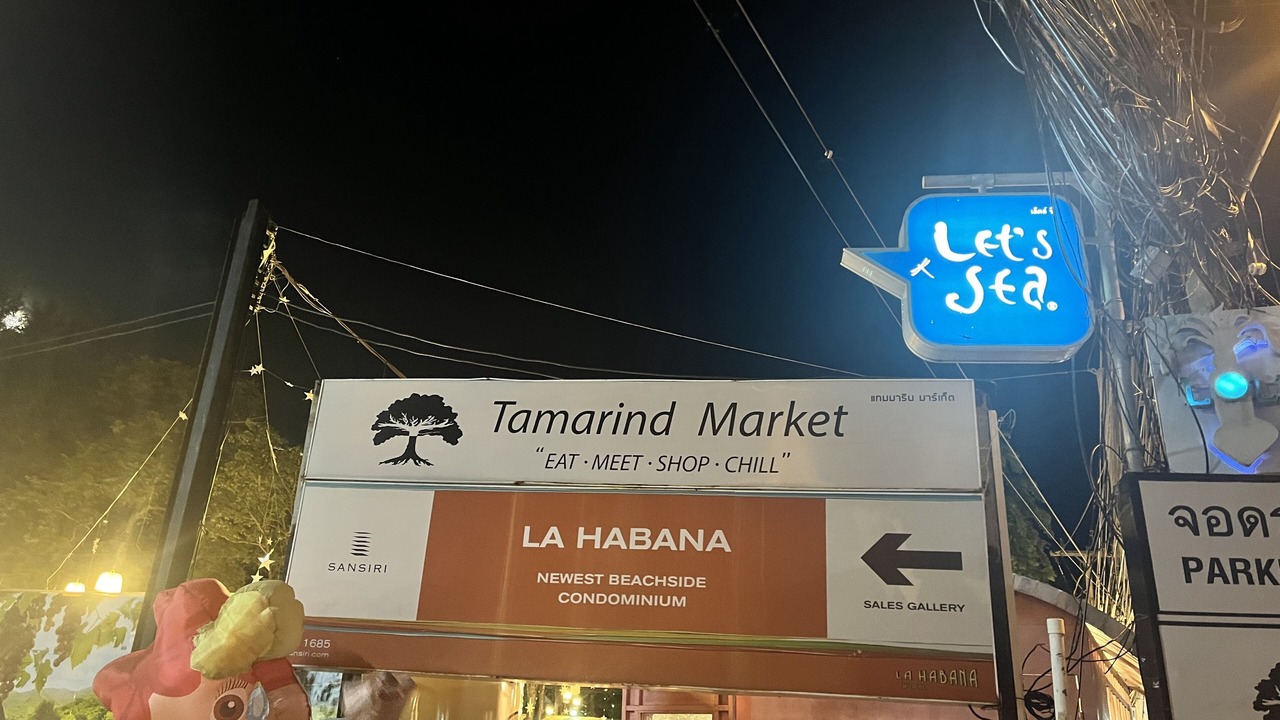 Let's
Sea
แทมมาริน มาร์เก็ต
Tamarind Market
"EAT · MEET · SHOP · CHILL"
SANSIRI
LA HABANA
NEWEST BEACHSIDE
CONDOMINIUM
SALES GALLERY
1685
LA HABANA
จอดร
PARK